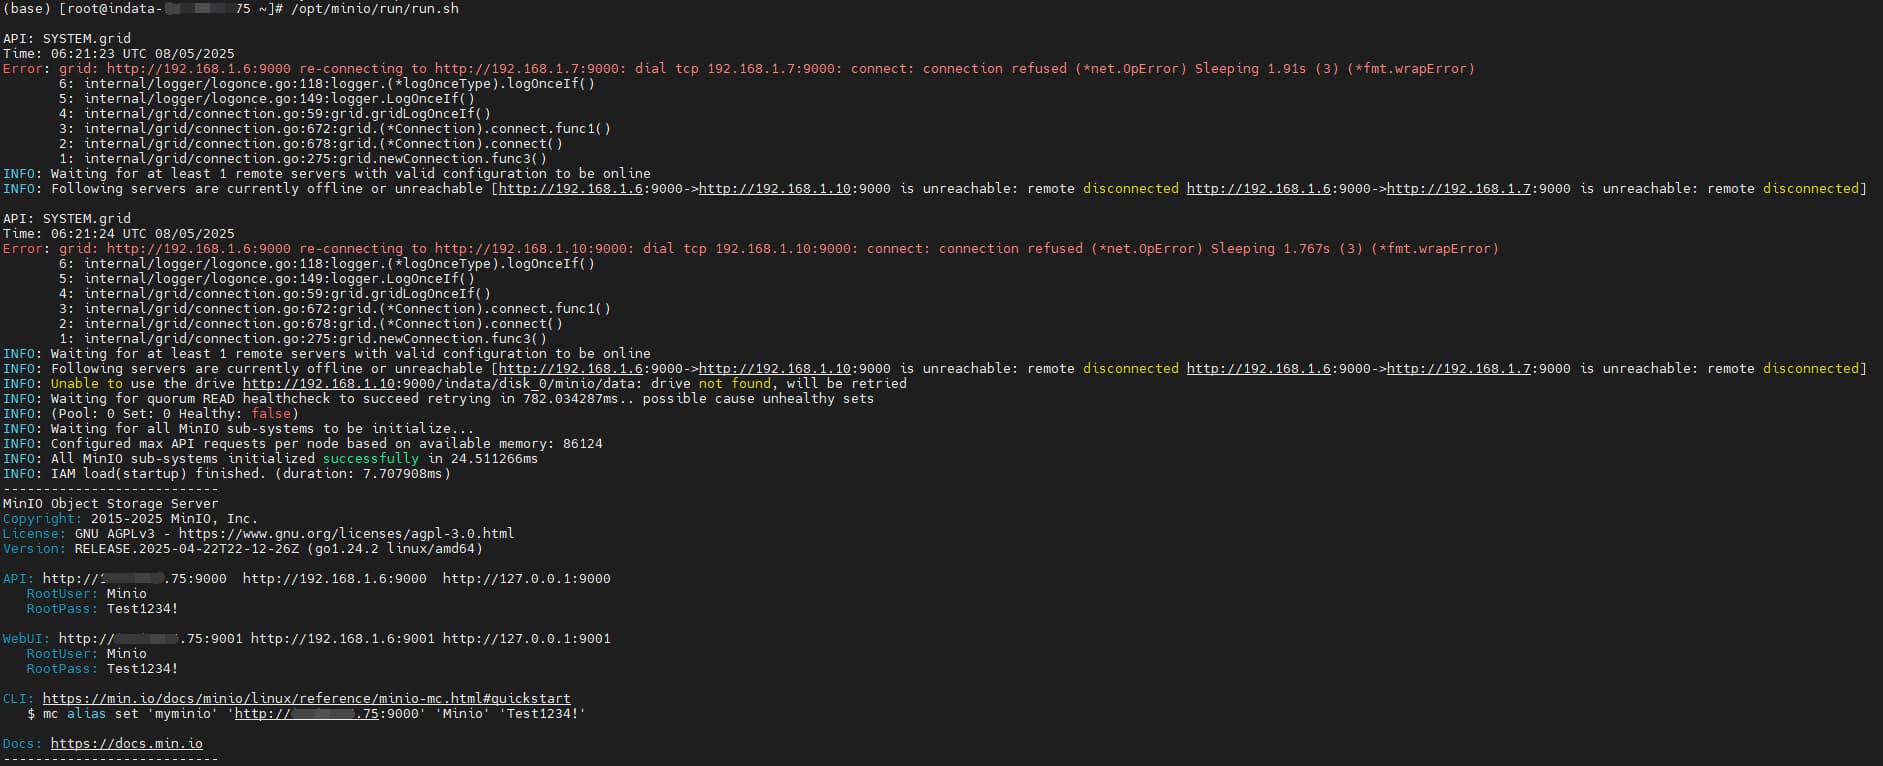 (base) [root@indata- 75 ~]# /opt/minio/run/run.sh
API: SYSTEM.grid
Time: 06:21:23 UTC 08/05/2025
Error: grid: http://192.168.1.6:9000 re-connecting to http://192.168.1.7:9000: dial tcp 192.168.1.7:9000: connect: connection refused (*net.OpError) Sleeping 1.91s (3) (*fmt.wrapError)
6: internal/logger/logonce.go:118:logger.(*logOnceType).logOnceIf()
5: internal/logger/logonce.go:149:logger.LogOnceIf()
4: internal/grid/connection.go:59:grid.gridLogOnceIf()
3: internal/grid/connection.go:672:grid.(*Connection).connect.func1()
2: internal/grid/connection.go:678:grid.(*Connection).connect()
1: internal/grid/connection.go:275:grid.newConnection.func3()
INFO: Waiting for at least 1 remote servers with valid configuration to be online
INFO: Following servers are currently offline or unreachable [http://192.168.1.6:9000->http://192.168.1.10:9000 is unreachable: remote disconnected http://192.168.1.6:9000->http://192.168.1.7:9000 is unreachable: remote disconnected]
API: SYSTEM.grid
Time: 06:21:24 UTC 08/05/2025
Error: grid: http://192.168.1.6:9000 re-connecting to http://192.168.1.10:9000: dial tcp 192.168.1.10:9000: connect: connection refused (*net.OpError) Sleeping 1.767s (3) (*fmt.wrapError)
6: internal/logger/logonce.go:118:logger.(*logOnceType).logOnceIf()
5: internal/logger/logonce.go:149:logger.LogOnceIf()
4: internal/grid/connection.go:59:grid.gridLogOnceIf()
3: internal/grid/connection.go:672:grid.(*Connection).connect.func1()
2: internal/grid/connection.go:678:grid.(*Connection).connect()
1: internal/grid/connection.go:275:grid.newConnection.func3()
INFO: Waiting for at least 1 remote servers with valid configuration to be online
INFO: Following servers are currently offline or unreachable [http://192.168.1.6:9000->http://192.168.1.10:9000 is unreachable: remote disconnected http://192.168.1.6:9000->http://192.168.1.7:9000 is unreachable: remote disconnected]
INFO: Unable to use the drive http://192.168.1.10:9000/indata/disk_0/minio/data: drive not found, will be retried
INFO: Waiting for quorum READ healthcheck to succeed retrying in 782.034287ms.. possible cause unhealthy sets
INFO: (Pool: 0 Set: 0 Healthy: false)
INFO: Waiting for all MinIO sub-systems to be initialize...
INFO: Configured max API requests per node based on available memory: 86124
INFO: All MinIO sub-systems initialized successfully in 24.511266ms
INFO: IAM load(startup) finished. (duration: 7.707908ms)
---------------------------
MinIO Object Storage Server
Copyright: 2015-2025 MinIO, Inc.
License: GNU AGPLv3 - https://www.gnu.org/licenses/agpl-3.0.html
Version: RELEASE.2025-04-22T22-12-26Z (go1.24.2 linux/amd64)
API: http://1 .75:9000 http://192.168.1.6:9000 http://127.0.0.1:9000
RootUser: Minio
RootPass: Test1234!
WebUI: http:// .75:9001 http://192.168.1.6:9001 http://127.0.0.1:9001
RootUser: Minio
RootPass: Test1234!
CLI: https://min.io/docs/minio/linux/reference/minio-mc.html#quickstart
$ mc alias set 'myminio' 'http:// .75:9000' 'Minio' 'Test1234!'
Docs: https://docs.min.io
---------------------------